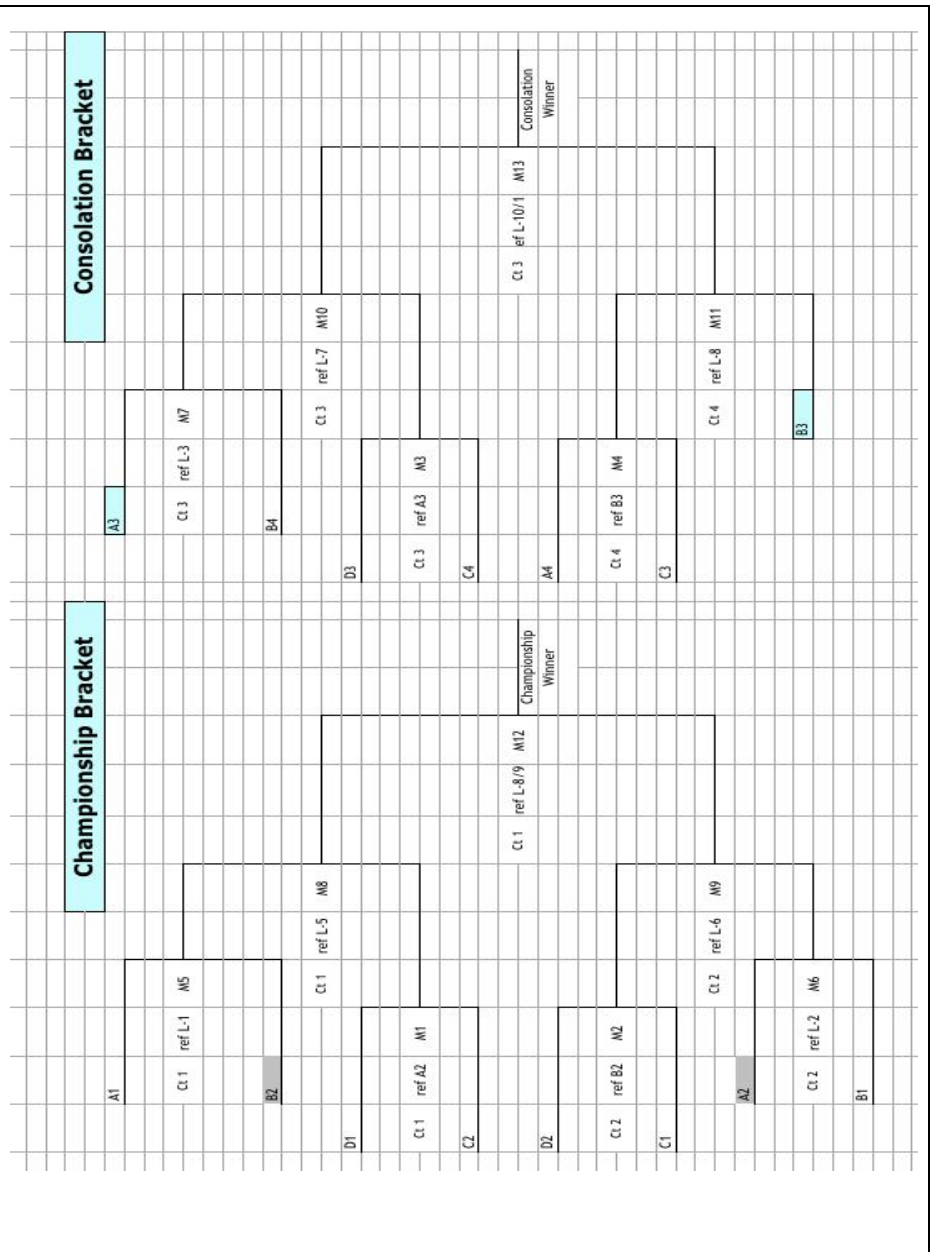 Championship Bracket
A1
Ct 1 ref L-1 M5
B2
Ct 1 ref L-5 M8
D1
Ct 1 ref A2 M1
C2
Ct 1 ref L-8/9 M12
Championship
Winner
D2
Ct 2 ref B2 M2
C1
Ct 2 ref L-6 M9
A2
Ct 2 ref L-2 M6
B1
Consolation Bracket
A3
Ct 3 ref L-3 M7
B4
Ct 3 ref L-7 M10
D3
Ct 3 ref A3 M3
C4
Ct 3 ef L-10/1 M13
Consolation
Winner
A4
Ct 4 ref B3 M4
C3
Ct 4 ref L-8 M11
B3